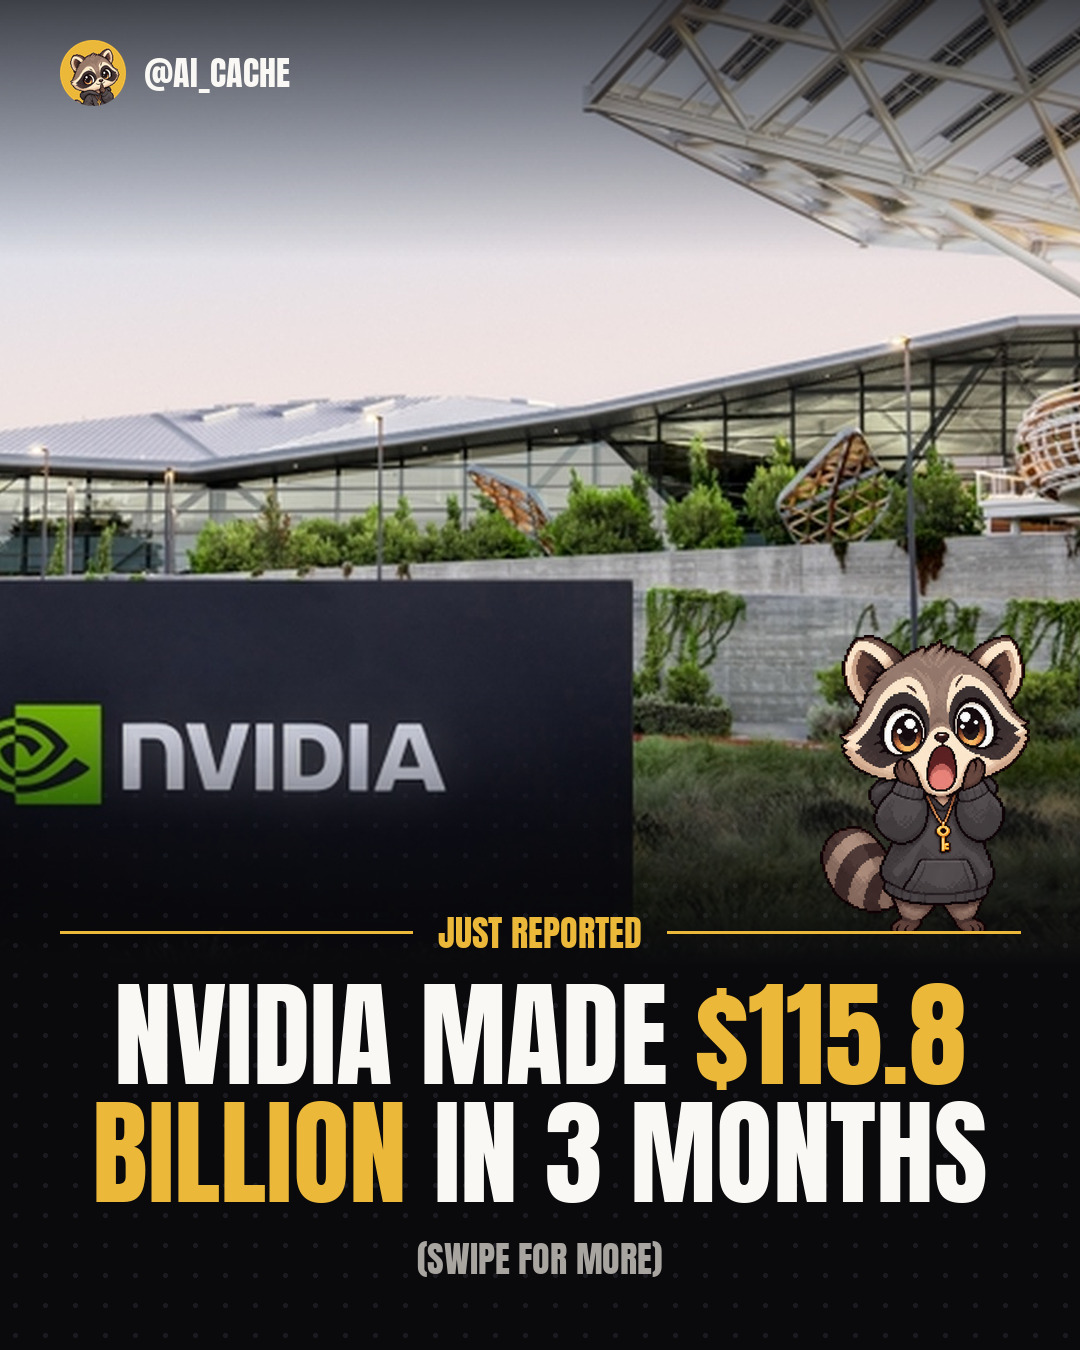 @AI_CACHE
NVIDIA
JUST REPORTED
NVIDIA MADE $115.8
BILLION IN 3 MONTHS
(SWIPE FOR MORE)